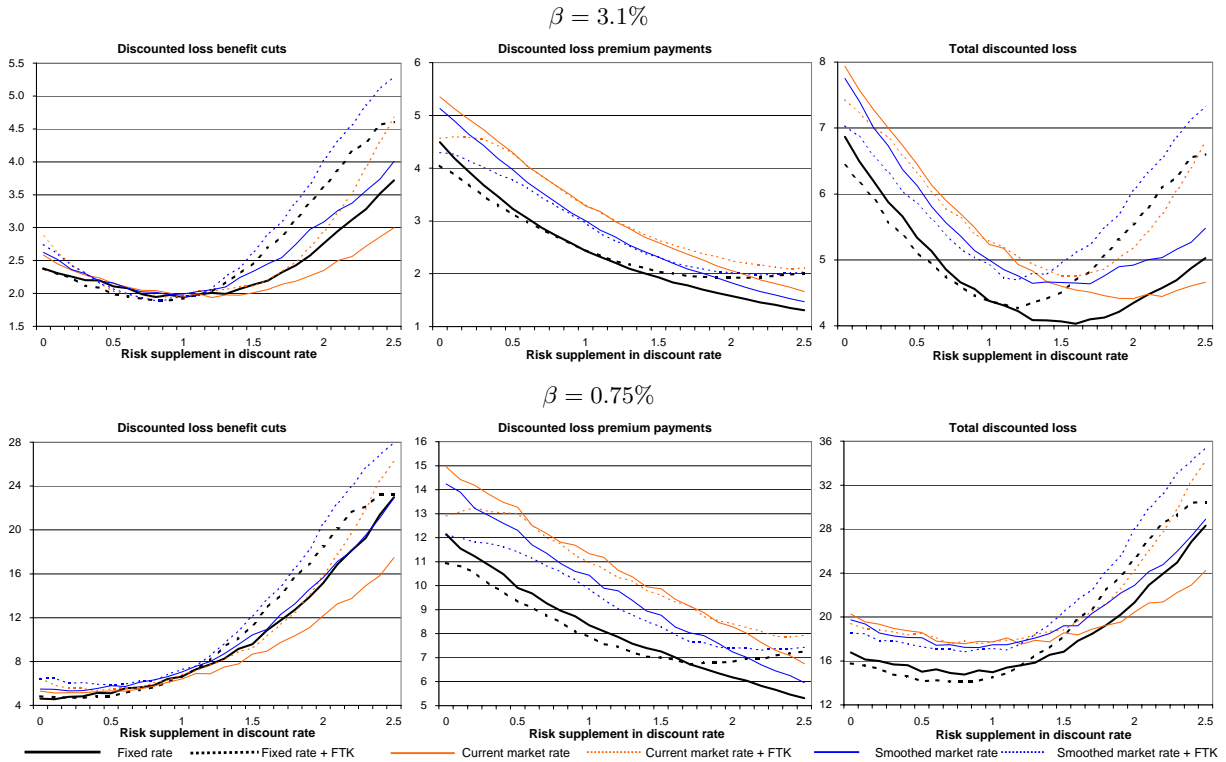 β = 3.1%
Discounted loss benefit cuts
5.5
5.0
4.5
4.0
3.5
3.0
2.5
2.0
1.5
0 0.5 1 1.5 2 2.5
Risk supplement in discount rate
Discounted loss premium payments
6
5
4
3
2
1
0 0.5 1 1.5 2 2.5
Risk supplement in discount rate
Total discounted loss
8
7
6
5
4
0 0.5 1 1.5 2 2.5
Risk supplement in discount rate
β = 0.75%
Discounted loss benefit cuts
28
24
20
16
12
8
4
0 0.5 1 1.5 2 2.5
Risk supplement in discount rate
Discounted loss premium payments
16
15
14
13
12
11
10
9
8
7
6
5
0 0.5 1 1.5 2 2.5
Risk supplement in discount rate
Total discounted loss
36
32
28
24
20
16
12
0 0.5 1 1.5 2 2.5
Risk supplement in discount rate
Fixed rate Fixed rate + FTK Current market rate Current market rate + FTK Smoothed market rate Smoothed market rate + FTK